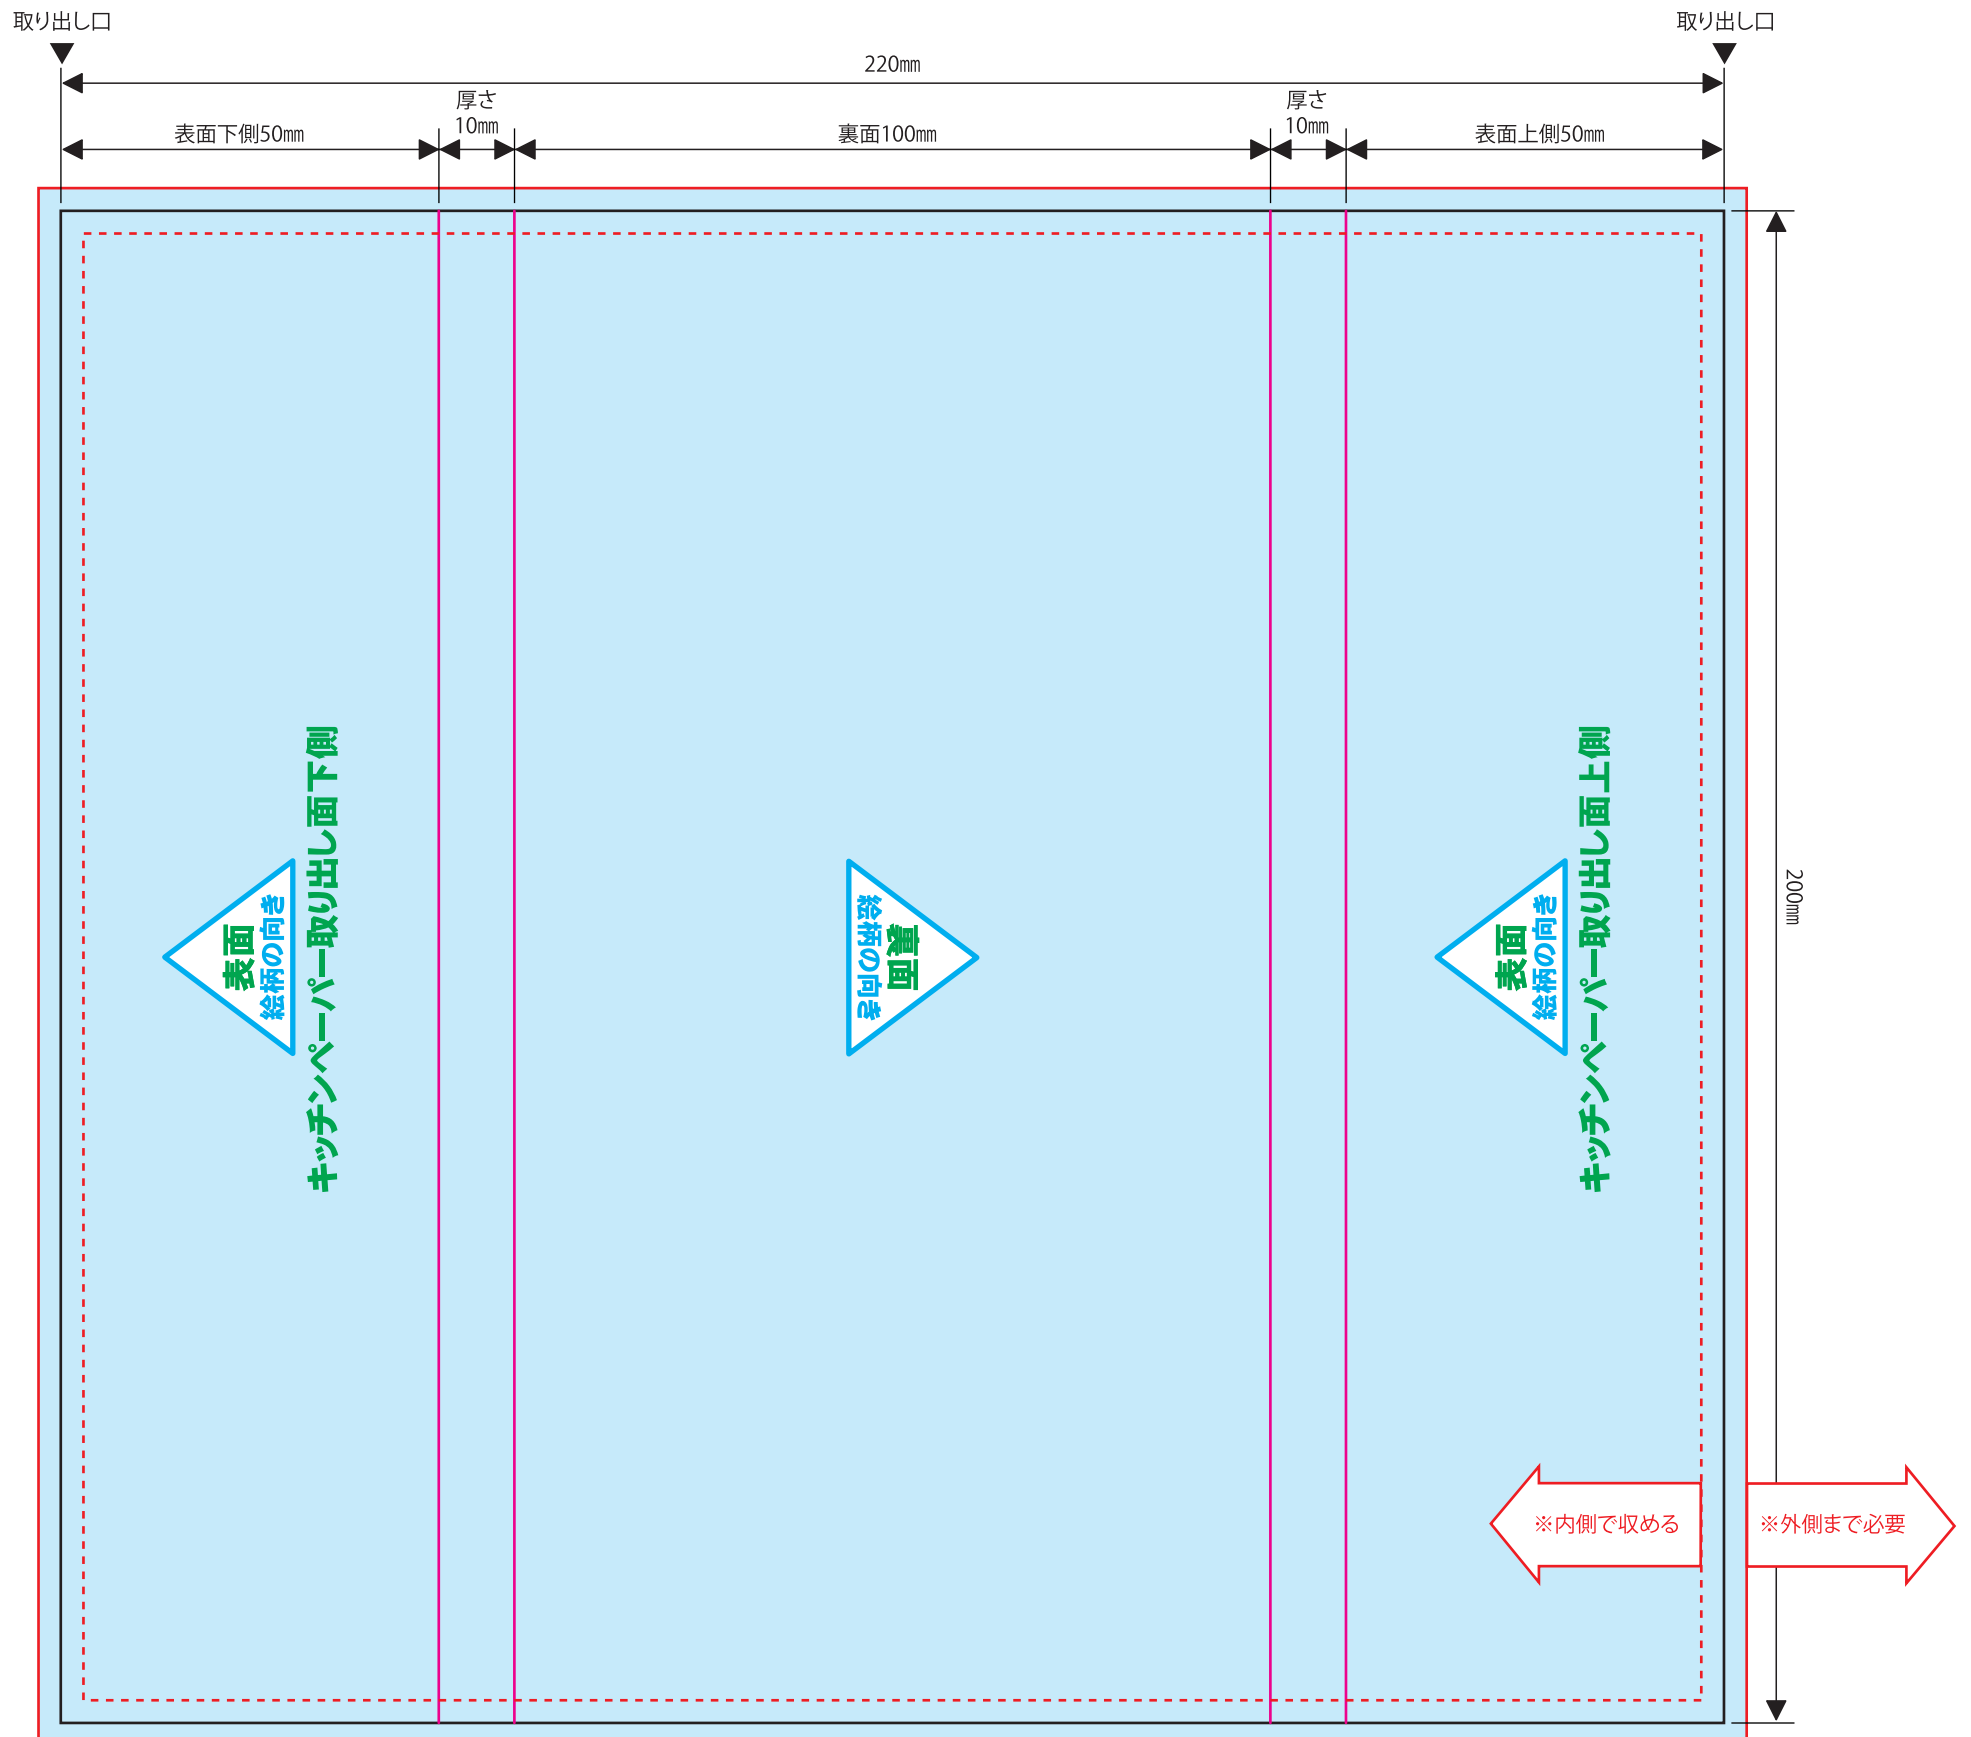 取り出し口
取り出し口
220mm
厚さ
10mm
厚さ
10mm
表面下側50mm
裏面100mm
表面上側50mm
表面
絵柄の向き
キッチンペーパー取り出し面下側
裏面
絵柄の向き
表面
絵柄の向き
キッチンペーパー取り出し面上側
200mm
※内側で収める
※外側まで必要